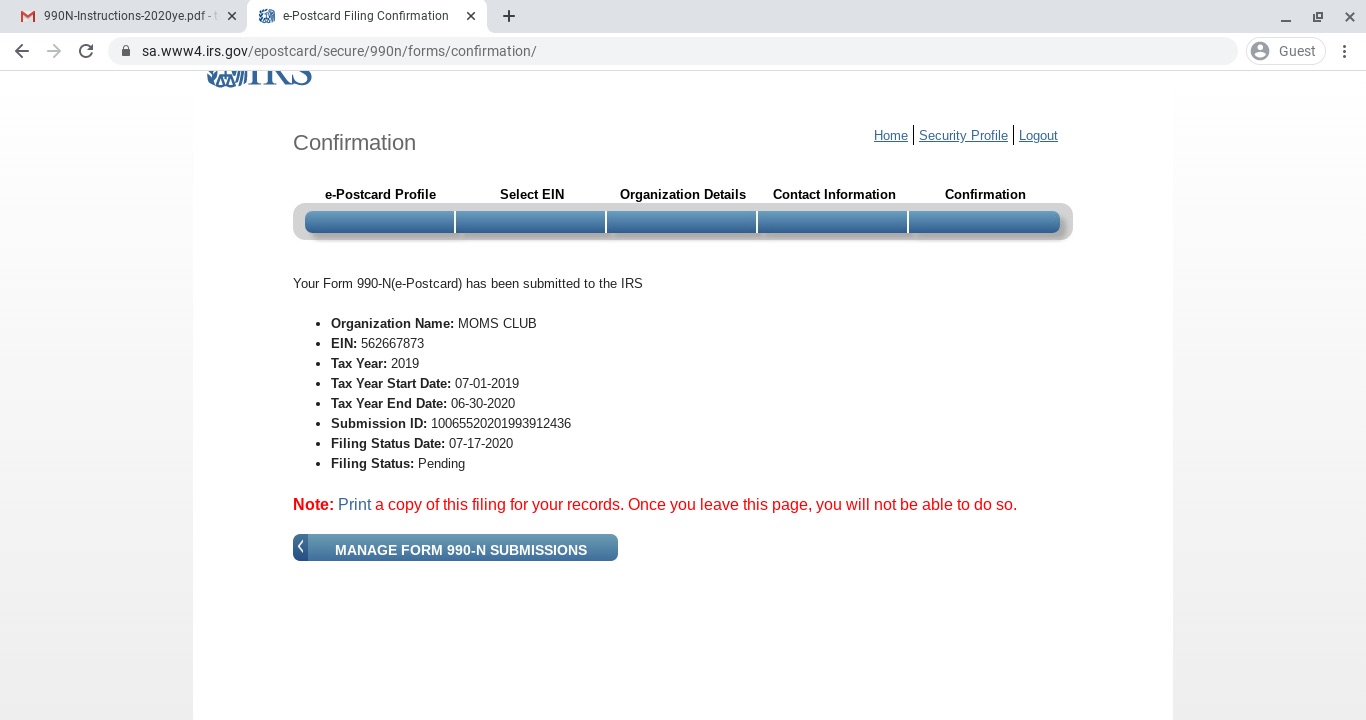 990N-Instructions-2020ye.pdf - t
e-Postcard Filing Confirmation
sa.www4.irs.gov/epostcard/secure/990n/forms/confirmation/
Guest
IRS
Confirmation
Home Security Profile Logout
e-Postcard Profile Select EIN Organization Details Contact Information Confirmation
Your Form 990-N(e-Postcard) has been submitted to the IRS
Organization Name: MOMS CLUB
EIN: 562667873
Tax Year: 2019
Tax Year Start Date: 07-01-2019
Tax Year End Date: 06-30-2020
Submission ID: 10065520201993912436
Filing Status Date: 07-17-2020
Filing Status: Pending
Note: Print a copy of this filing for your records. Once you leave this page, you will not be able to do so.
MANAGE FORM 990-N SUBMISSIONS